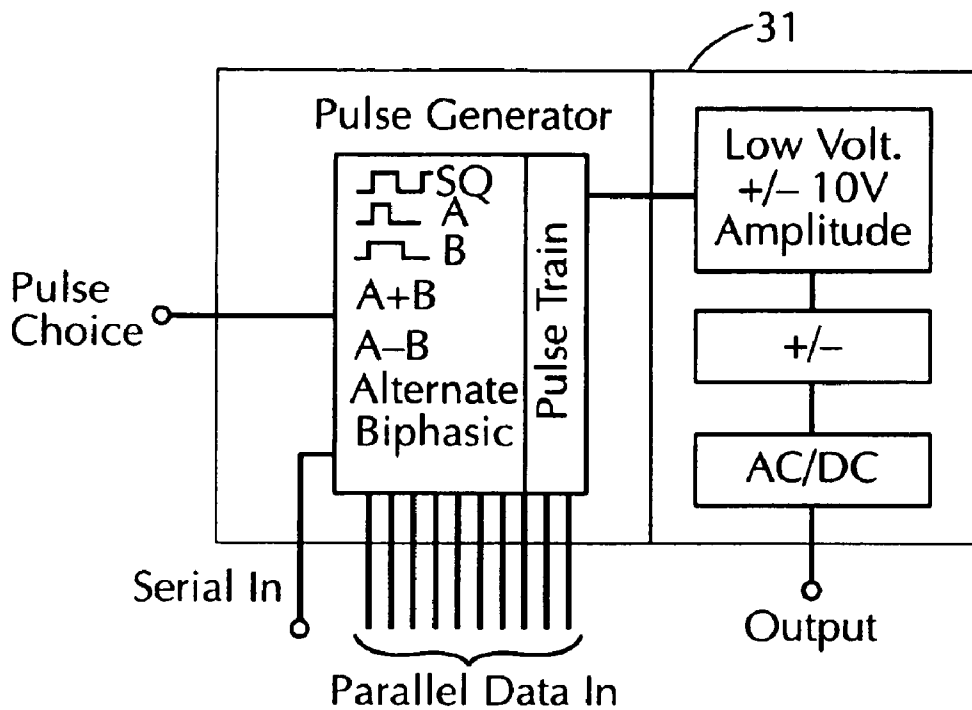 31
Pulse Generator
SQ
A
B
A+B
A–B
Alternate
Biphasic
Pulse Train
Low Volt.
+/– 10V
Amplitude
+/–
AC/DC
Pulse
Choice
Serial In
Parallel Data In
Output